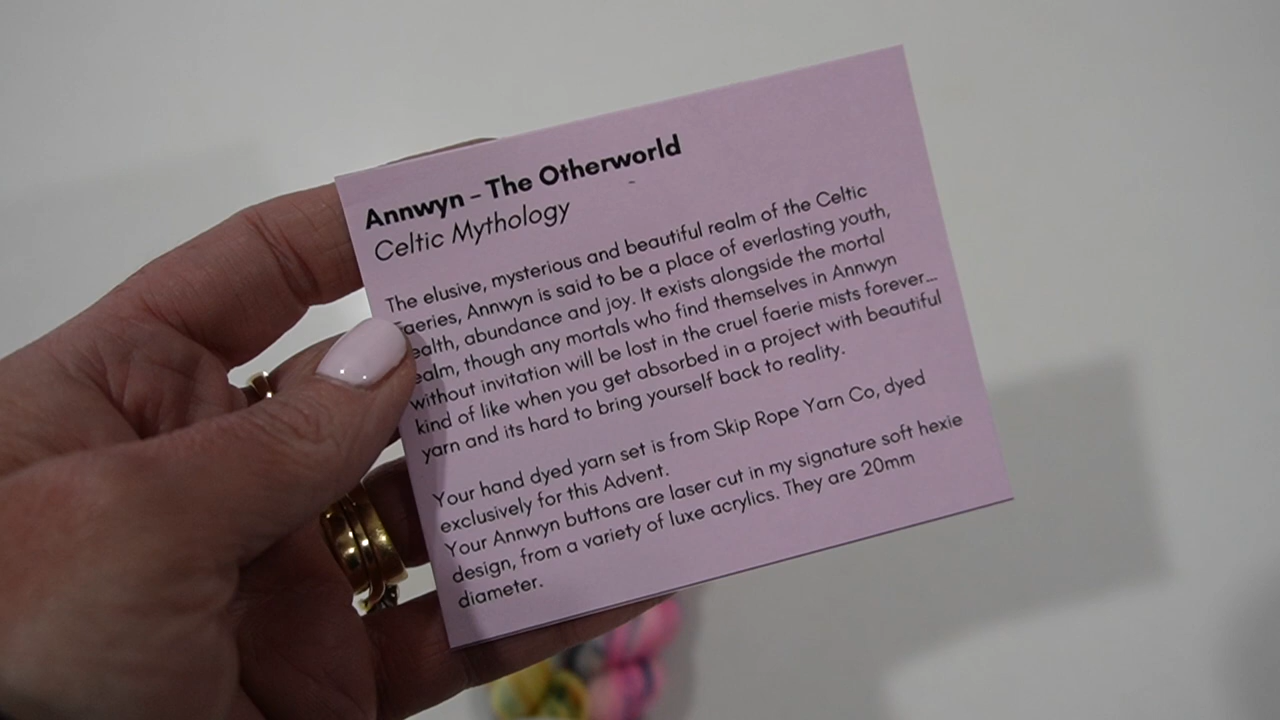 Annwyn – The Otherworld
Celtic Mythology
The elusive, mysterious and beautiful realm of the Celtic
Faeries, Annwyn is said to be a place of everlasting youth,
ealth, abundance and joy. It exists alongside the mortal
ealm, though any mortals who find themselves in Annwyn
without invitation will be lost in the cruel faerie mists forever....
kind of like when you get absorbed in a project with beautiful
yarn and its hard to bring yourself back to reality.
Your hand dyed yarn set is from Skip Rope Yarn Co, dyed
exclusively for this Advent.
Your Annwyn buttons are laser cut in my signature soft hexie
design, from a variety of luxe acrylics. They are 20mm
diameter.